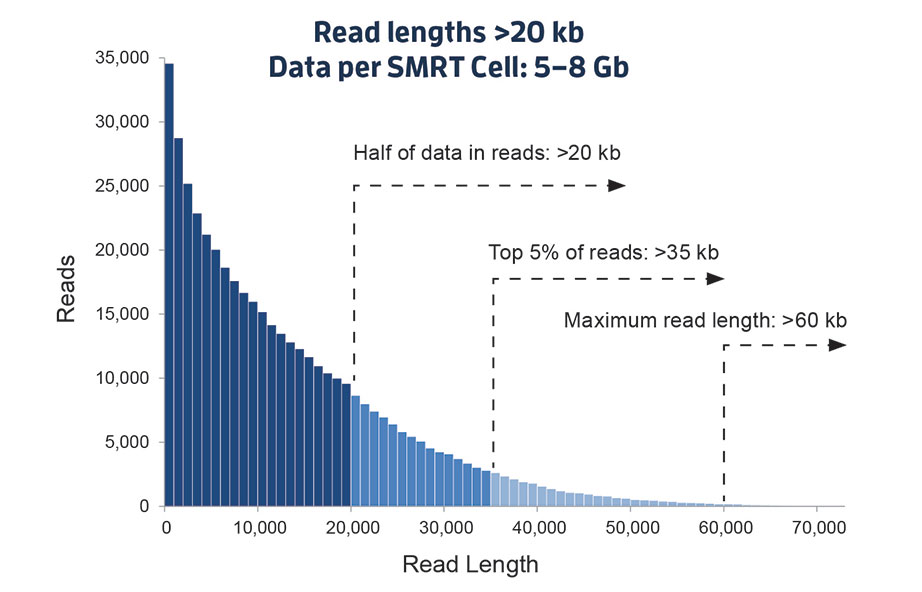 Read lengths >20 kb
Data per SMRT Cell: 5–8 Gb
35,000
30,000
25,000
20,000
15,000
10,000
5,000
0
Reads
Half of data in reads: >20 kb
Top 5% of reads: >35 kb
Maximum read length: >60 kb
0 10,000 20,000 30,000 40,000 50,000 60,000 70,000
Read Length